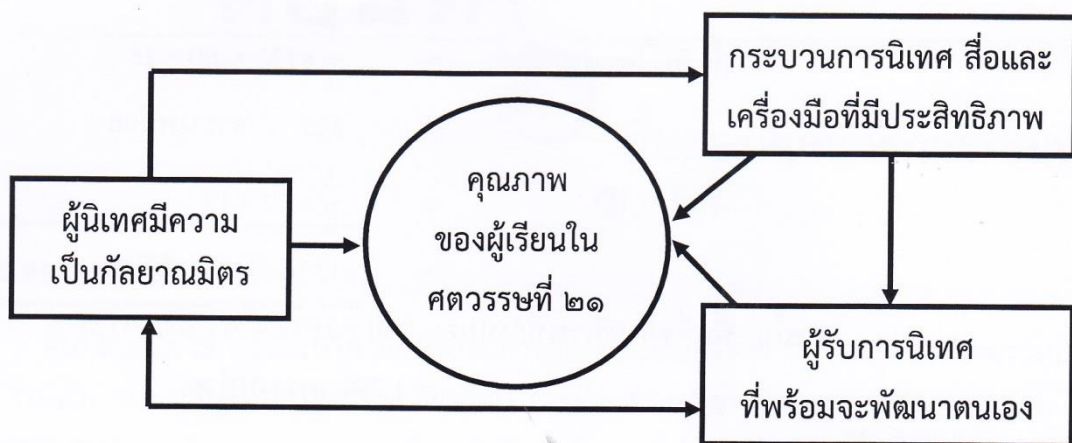 กระบวนการนิเทศ สื่อและ
เครื่องมือที่มีประสิทธิภาพ
ผู้นิเทศมีความ
เป็นกัลยาณมิตร
คุณภาพ
ของผู้เรียนใน
ศตวรรษที่ ๒๑
ผู้รับการนิเทศ
ที่พร้อมจะพัฒนาตนเอง